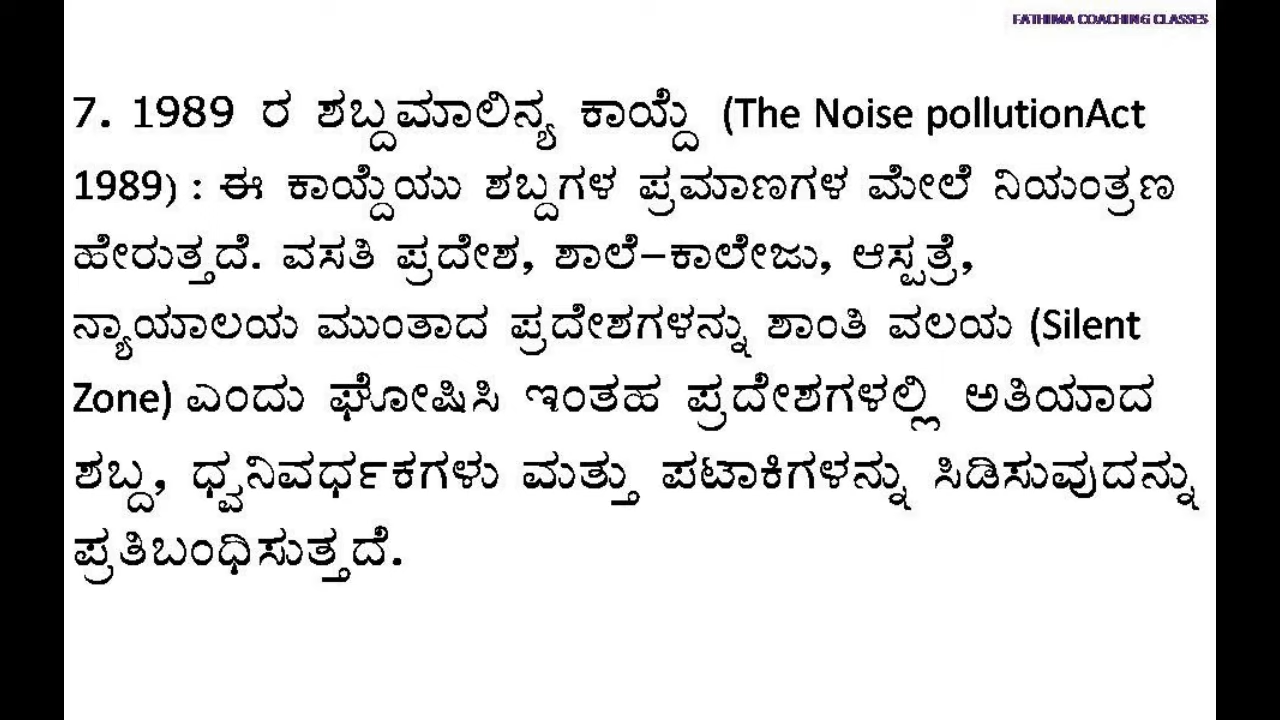 FATHIMA COACHING CLASSES
7. 1989 ರ ಶಬ್ದಮಾಲಿನ್ಯ ಕಾಯ್ದೆ (The Noise pollutionAct
1989) : ಈ ಕಾಯ್ದೆಯು ಶಬ್ದಗಳ ಪ್ರಮಾಣಗಳ ಮೇಲೆ ನಿಯಂತ್ರಣ
ಹೇರುತ್ತದೆ. ವಸತಿ ಪ್ರದೇಶ, ಶಾಲೆ-ಕಾಲೇಜು, ಆಸ್ಪತ್ರೆ,
ನ್ಯಾಯಾಲಯ ಮುಂತಾದ ಪ್ರದೇಶಗಳನ್ನು ಶಾಂತಿ ವಲಯ (Silent
Zone) ಎಂದು ಘೋಷಿಸಿ ಇಂತಹ ಪ್ರದೇಶಗಳಲ್ಲಿ ಅತಿಯಾದ
ಶಬ್ದ, ಧ್ವನಿವರ್ಧಕಗಳು ಮತ್ತು ಪಟಾಕಿಗಳನ್ನು ಸಿಡಿಸುವುದನ್ನು
ಪ್ರತಿಬಂಧಿಸುತ್ತದೆ.